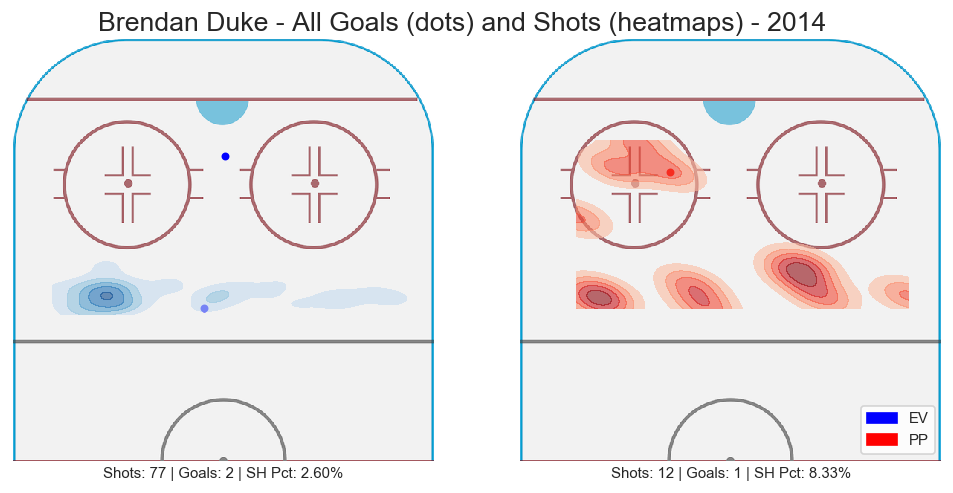 Brendan Duke - All Goals (dots) and Shots (heatmaps) - 2014
EV
PP
Shots: 77 | Goals: 2 | SH Pct: 2.60%
Shots: 12 | Goals: 1 | SH Pct: 8.33%